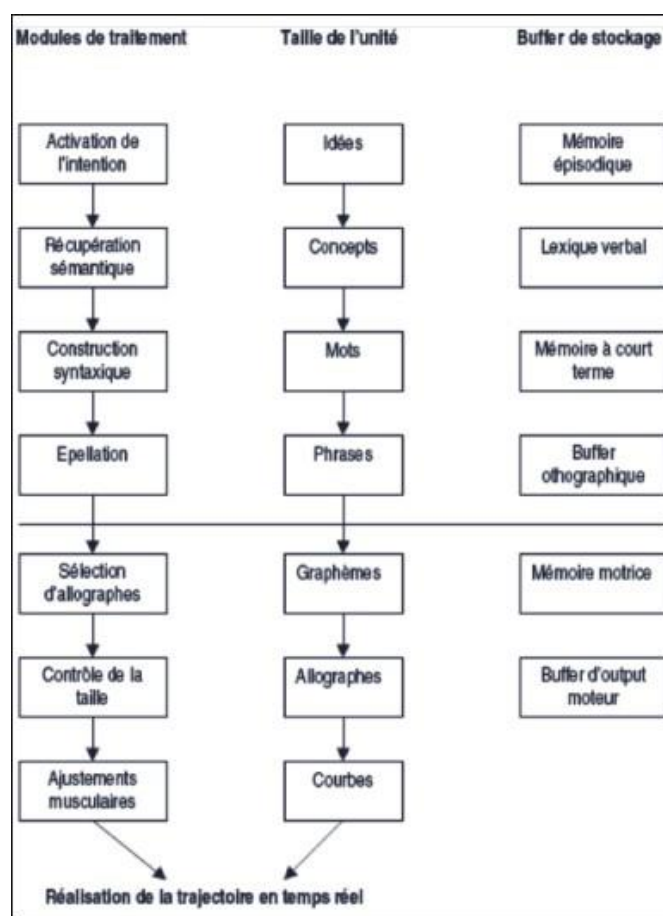 Modules de traitement
Taille de l'unité
Buffer de stockage
Activation de
l'intention
Idées
Mémoire
épisodique
Récupération
sémantique
Concepts
Lexique verbal
Construction
syntaxique
Mots
Mémoire à court
terme
Epellation
Phrases
Buffer
othographique
Sélection
d'allographes
Graphèmes
Mémoire motrice
Contrôle de la
taille
Allographes
Buffer d'output
moteur
Ajustements
musculaires
Courbes
Réalisation de la trajectoire en temps réel